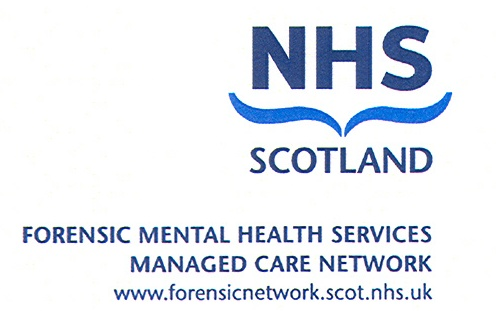 NHS
SCOTLAND
FORENSIC MENTAL HEALTH SERVICES
MANAGED CARE NETWORK
www.forensicnetwork.scot.nhs.uk